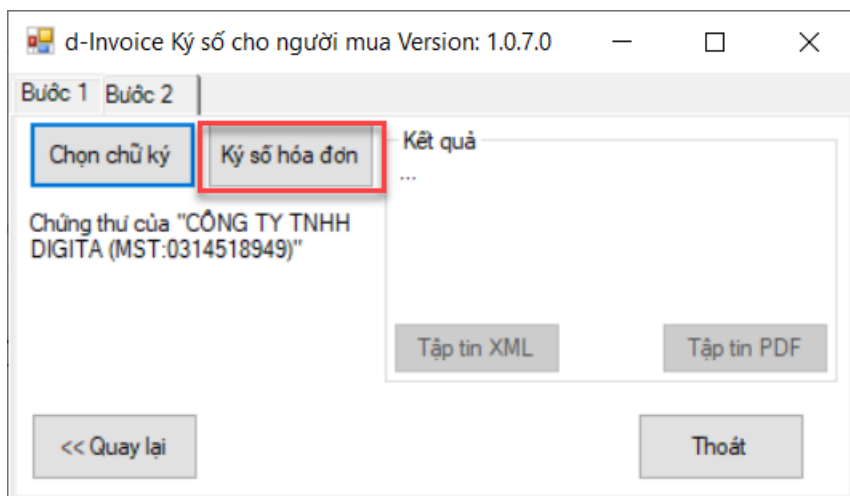 d-Invoice Ký số cho người mua Version: 1.0.7.0
Bước 1 Bước 2
Chọn chữ ký Ký số hóa đơn
Kết quả
...
Chứng thư của "CÔNG TY TNHH
DIGITA (MST:0314518949)"
Tập tin XML Tập tin PDF
<< Quay lại Thoát